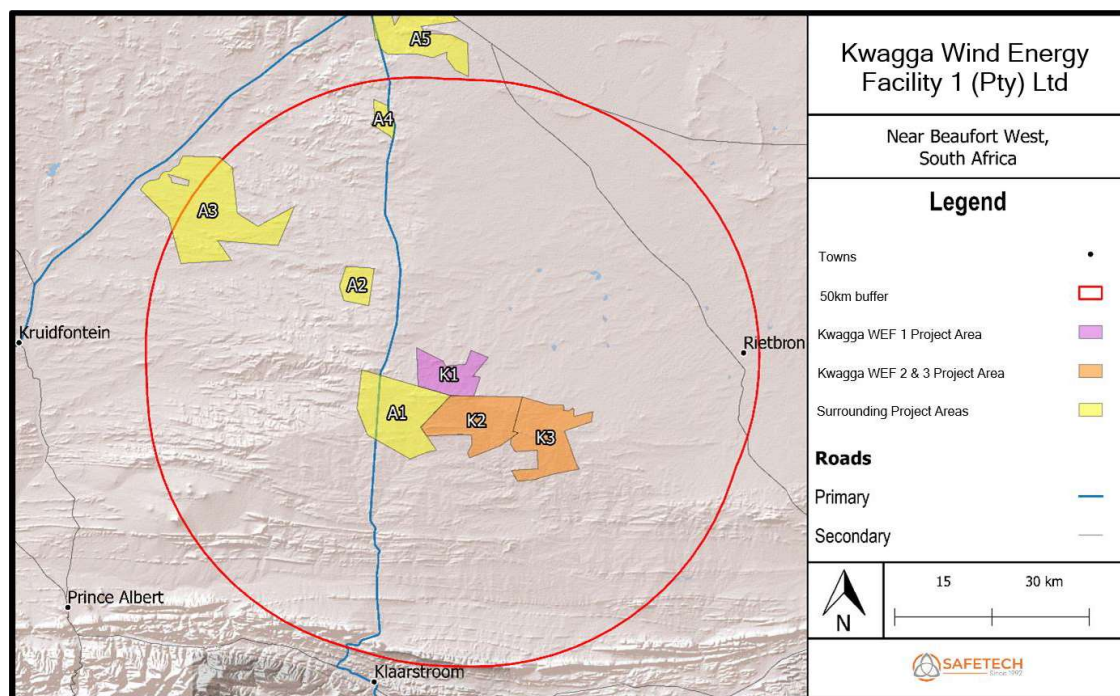 A5
A4
A3
A2
Kruidfontein
Rietbron
K1
A1
K2
K3
Prince Albert
Klaarstroom
Kwagga Wind Energy
Facility 1 (Pty) Ltd
Near Beaufort West,
South Africa
Legend
Towns
50km buffer
Kwagga WEF 1 Project Area
Kwagga WEF 2 & 3 Project Area
Surrounding Project Areas
Roads
Primary
Secondary
N
15 30 km
SAFETECH
Since 1992